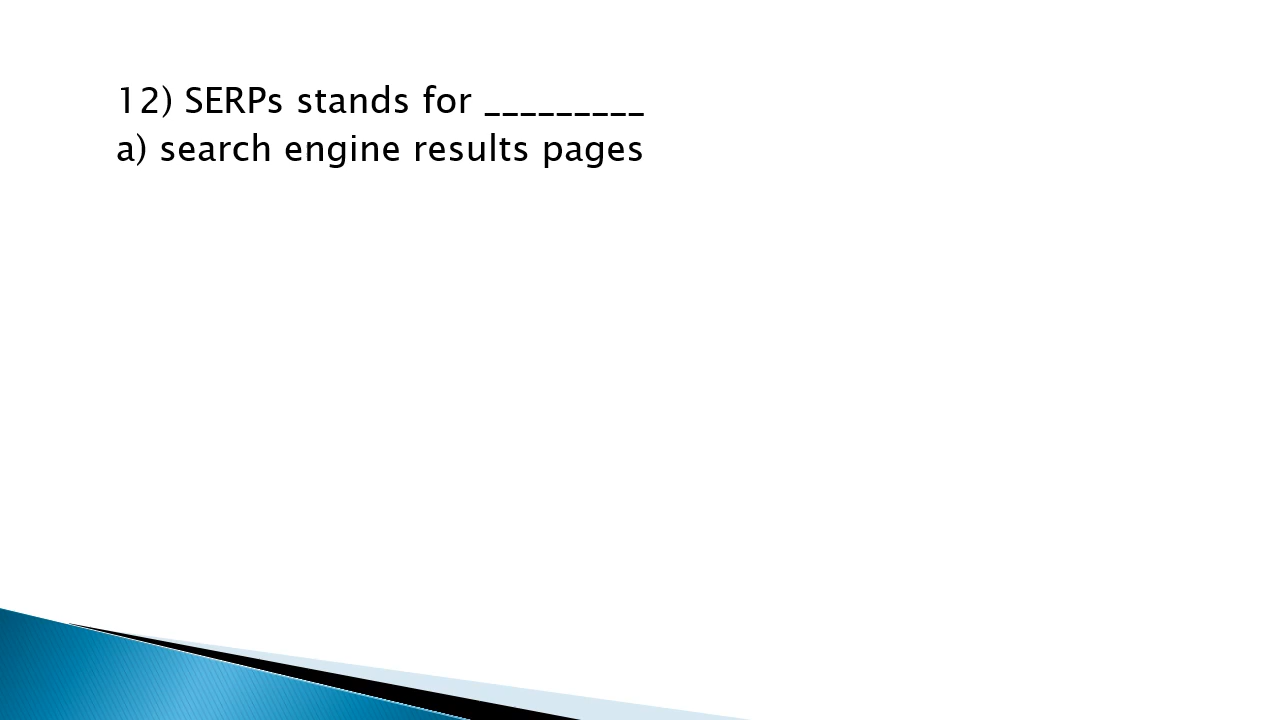 12) SERPs stands for _________
a) search engine results pages